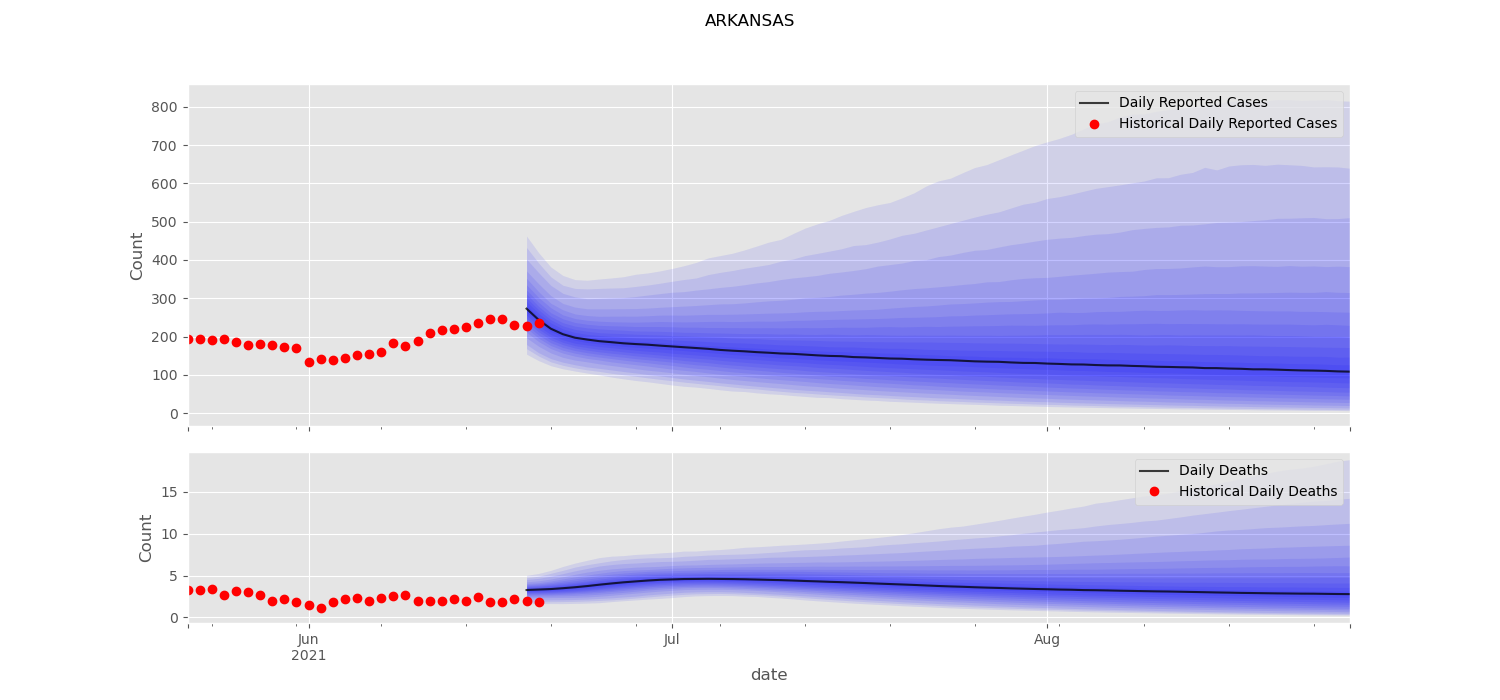 ARKANSAS
800
700
600
500
400
300
200
100
0
Count
Daily Reported Cases
Historical Daily Reported Cases
15
10
5
0
Count
Daily Deaths
Historical Daily Deaths
Jun
2021
Jul
Aug
date